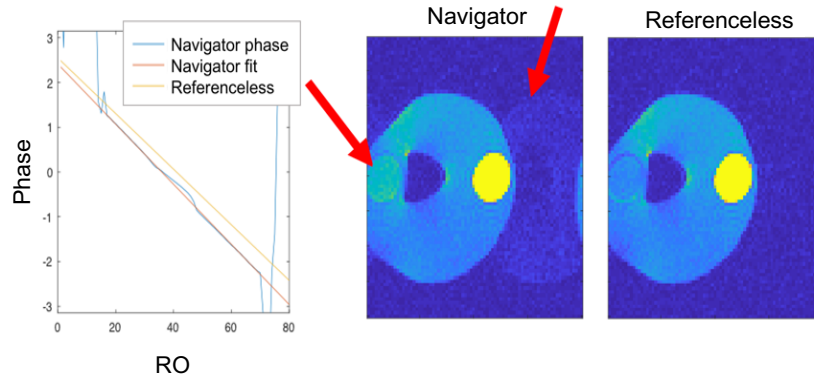 Navigator
Referenceless
3
2
1
0
-1
-2
-3
Phase
Navigator phase
Navigator fit
Referenceless
0
20
40
60
80
RO